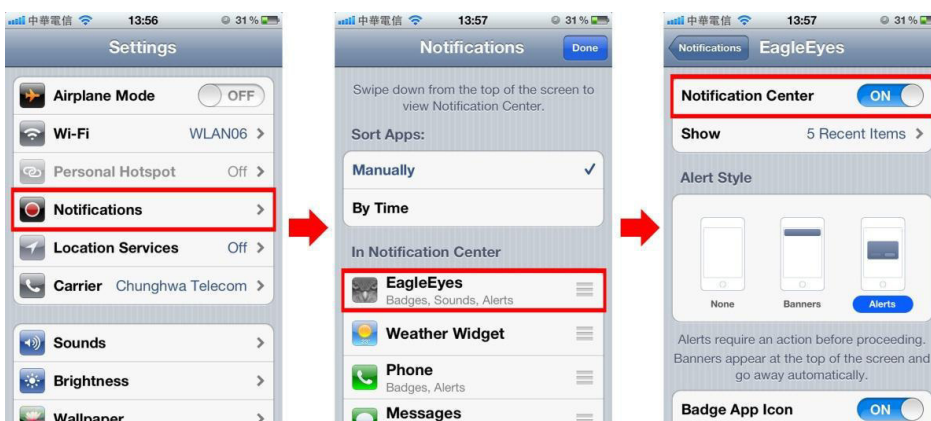 中華電信 13:56 31%
Settings
Airplane Mode OFF
Wi-Fi WLAN06
Personal Hotspot Off
Notifications
Location Services Off
Carrier Chunghwa Telecom
Sounds
Brightness
Wallpaper
中華電信 13:57 31%
Notifications Done
Swipe down from the top of the screen to
view Notification Center.
Sort Apps:
Manually
By Time
In Notification Center
EagleEyes
Badges, Sounds, Alerts
Weather Widget
Phone
Badges, Alerts
Messages
中華電信 13:57 31%
Notifications EagleEyes
Notification Center ON
Show 5 Recent Items
Alert Style
None Banners Alerts
Alerts require an action before proceeding.
Banners appear at the top of the screen and
go away automatically.
Badge App Icon ON